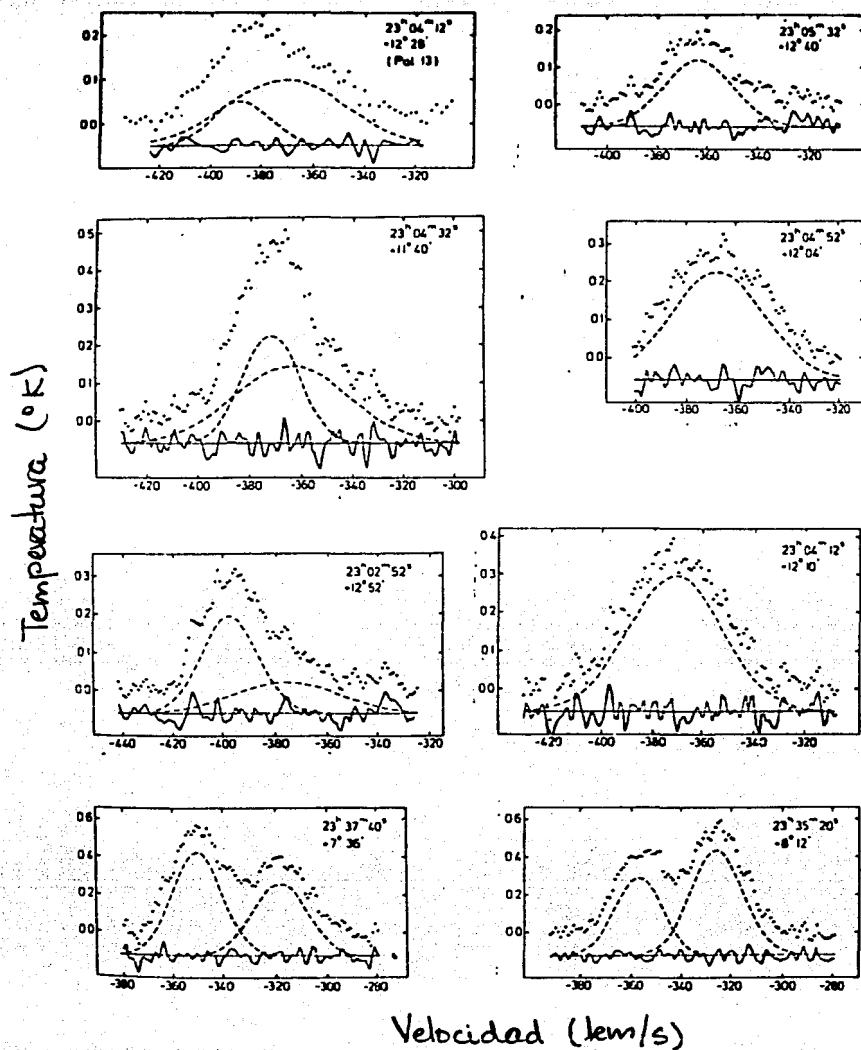 0.2
0.1
0.0
-420 -400 -380 -360 -340 -320
23ʰ 04ᵐ 12ˢ
+12° 28'
(Pal 13)
0.2
0.1
0.0
-400 -380 -360 -340 -320
23ʰ 05ᵐ 32ˢ
+12° 40'
0.5
0.4
0.3
0.2
0.1
0.0
-420 -400 -380 -360 -340 -320 -300
23ʰ 04ᵐ 32ˢ
+11° 40'
0.3
0.2
0.1
0.0
-400 -380 -360 -340 -320
23ʰ 04ᵐ 52ˢ
+12° 04'
Temperatura (°K)
0.3
0.2
0.1
0.0
-440 -420 -400 -380 -360 -340 -320
23ʰ 02ᵐ 52ˢ
+12° 52'
0.4
0.3
0.2
0.1
0.0
-420 -400 -380 -360 -340 -320
23ʰ 04ᵐ 12ˢ
+12° 10'
0.6
0.4
0.2
0.0
-380 -360 -340 -320 -300 -280
23ʰ 37ᵐ 40ˢ
+7° 36'
0.6
0.4
0.2
0.0
-380 -360 -340 -320 -300 -280
23ʰ 35ᵐ 20ˢ
+8° 12'
Velocidad (km/s)